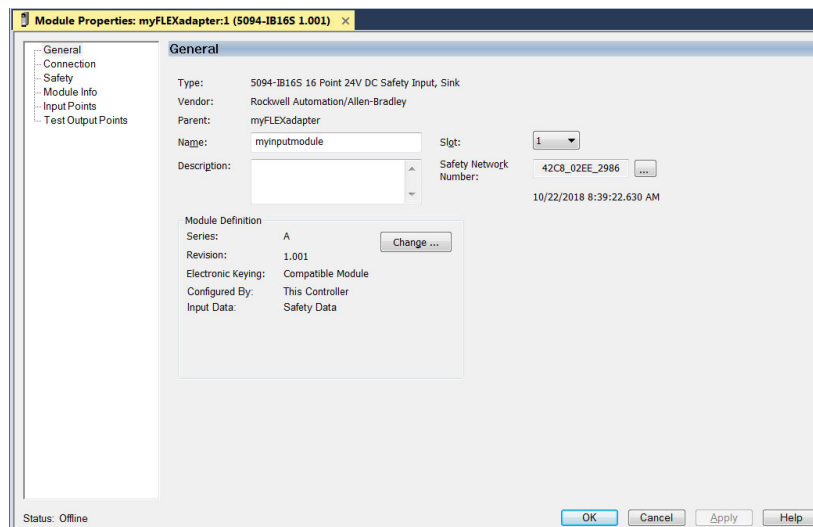 Module Properties: myFLEXadapter:1 (5094-IB16S 1.001) ×
General
Connection
Safety
Module Info
Input Points
Test Output Points
General
Type: 5094-IB16S 16 Point 24V DC Safety Input, Sink
Vendor: Rockwell Automation/Allen-Bradley
Parent: myFLEXadapter
Name: myinputmodule Slot: 1
Description: Safety Network Number: 42C8_02EE_2986 ...
10/22/2018 8:39:22.630 AM
Module Definition
Series: A Change ...
Revision: 1.001
Electronic Keying: Compatible Module
Configured By: This Controller
Input Data: Safety Data
Status: Offline OK Cancel Apply Help